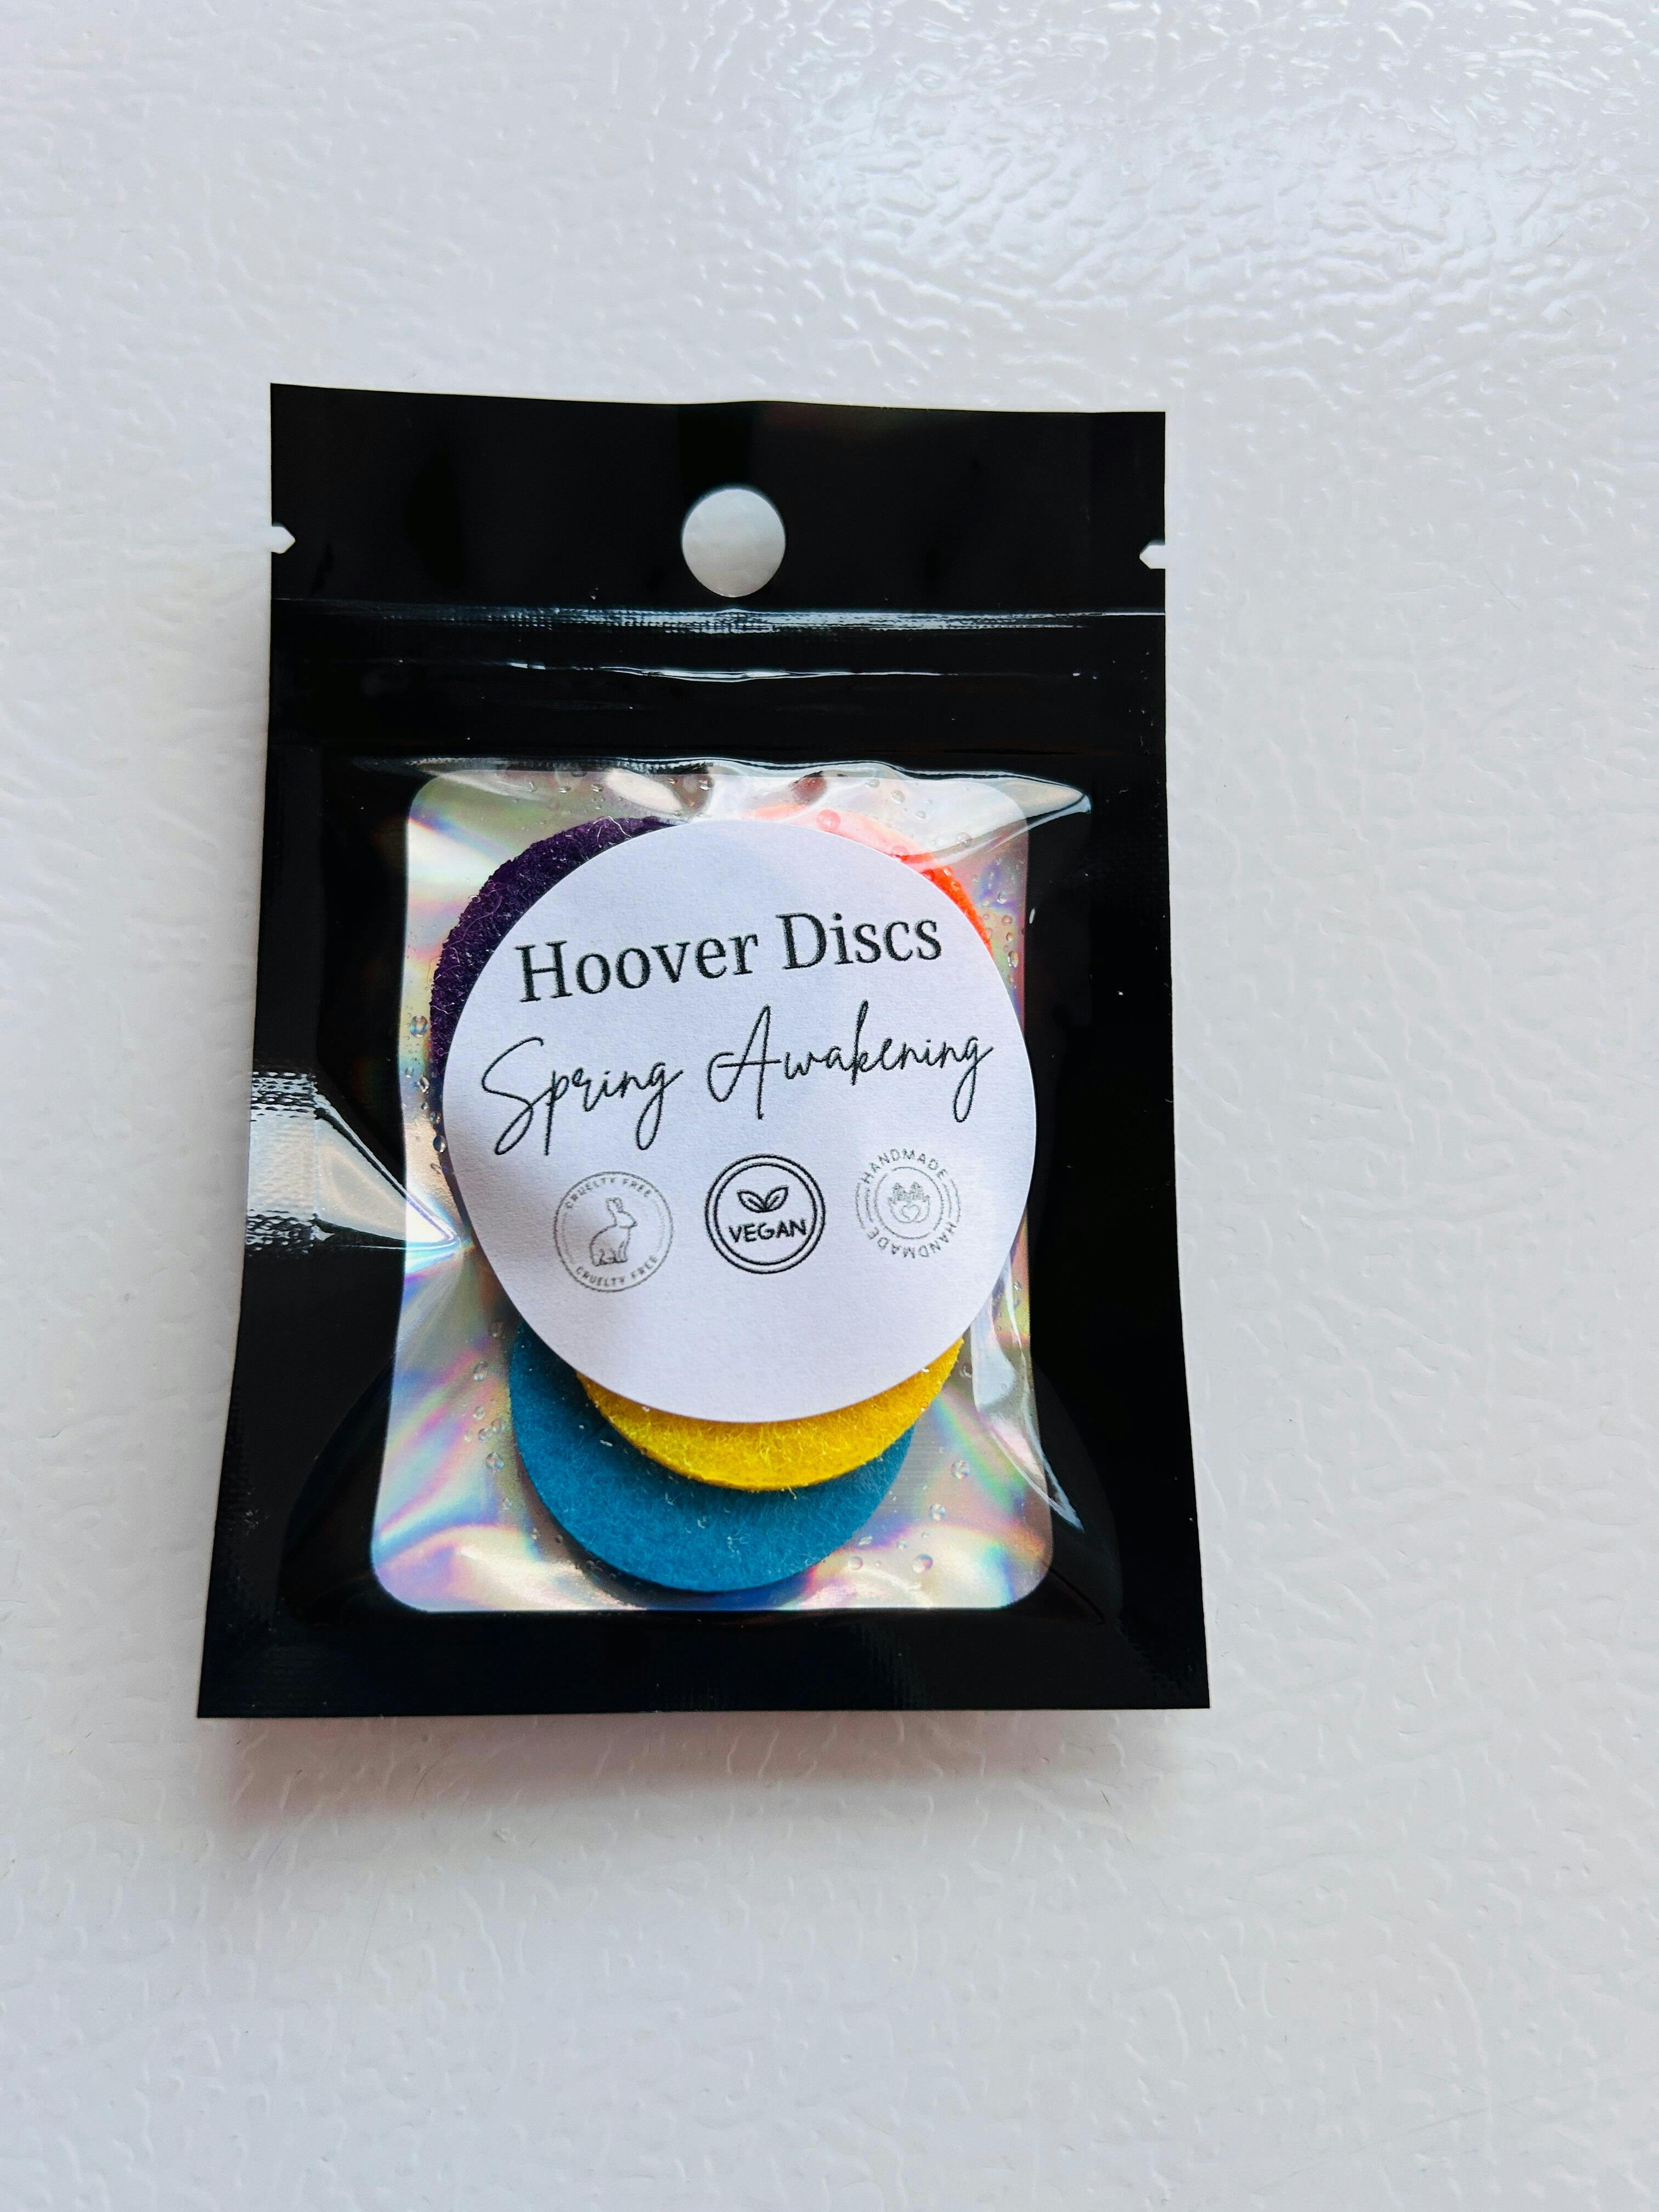 Hoover Discs
Spring Awakening
CRUELTY FREE
CRUELTY FREE
VEGAN
HANDMADE
HANDMADE